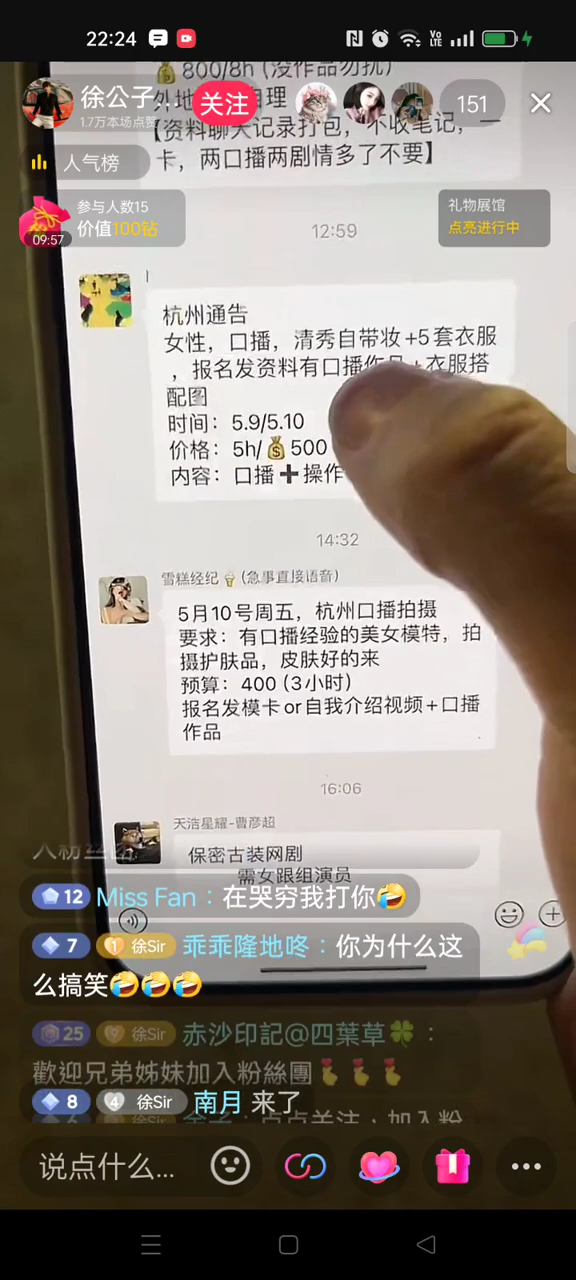 22:24
徐公子...
1.7万本场点赞
关注
151
人气榜
参与人数15
价值100钻
09:57
礼物展馆
点亮进行中
💰800/8h（没作品勿扰）
【资料聊天记录打包，不收笔记，一
卡，两口播两剧情多了不要】
12:59
杭州通告
女性，口播，清秀自带妆+5套衣服
，报名发资料有口播作品+衣服搭
配图
时间：5.9/5.10
价格：5h/💰500
内容：口播➕操作
14:32
雪糕经纪🍦(急事直接语音)
5月10号周五，杭州口播拍摄
要求：有口播经验的美女模特，拍
摄护肤品，皮肤好的来
预算：400 (3小时)
报名发模卡or自我介绍视频+口播
作品
16:06
天浩星耀-曹彦超
保密古装网剧
需女跟组演员
12 Miss Fan：在哭穷我打你🤣
7 1 徐Sir 乖乖隆地咚：你为什么这
么搞笑🤣🤣🤣
25 徐Sir 赤沙印記@四葉草🍀：
歡迎兄弟姊妹加入粉絲團
8 4 徐Sir 南月 来了
说点什么...